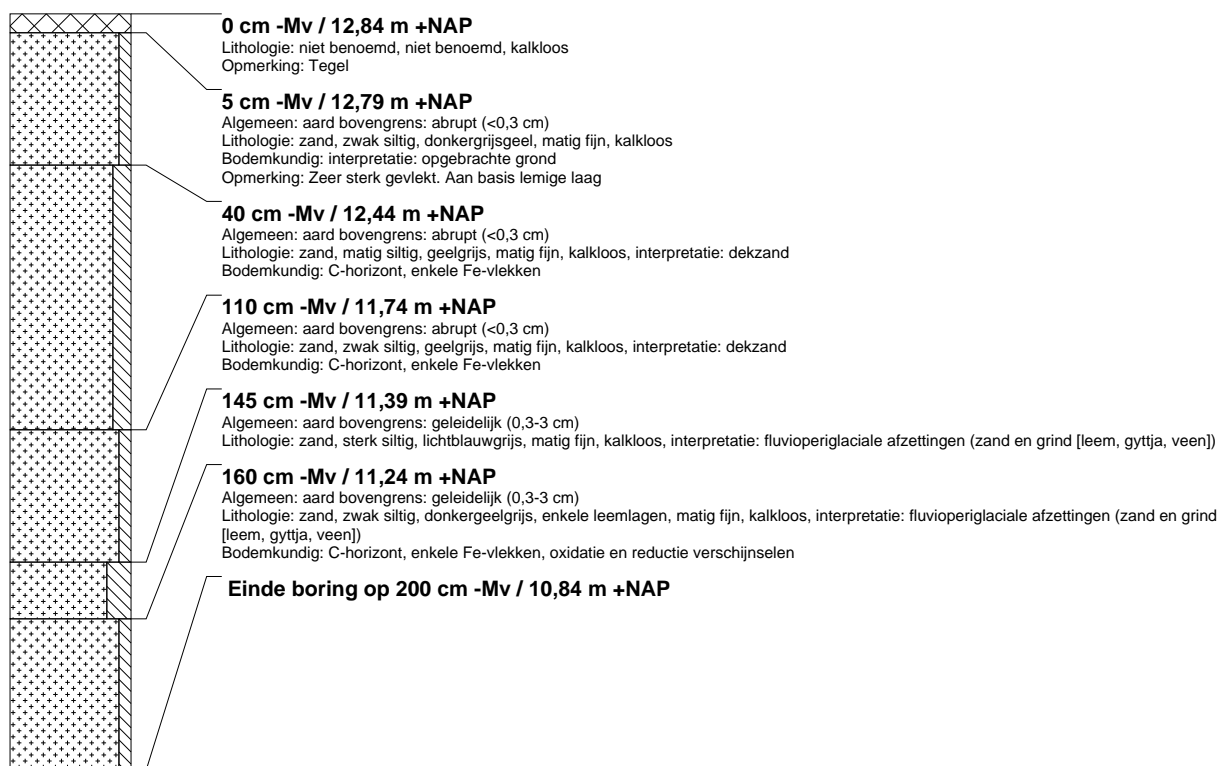 0 cm -Mv / 12,84 m +NAP
Lithologie: niet benoemd, niet benoemd, kalkloos
Opmerking: Tegel
5 cm -Mv / 12,79 m +NAP
Algemeen: aard bovengrens: abrupt (<0,3 cm)
Lithologie: zand, zwak siltig, donkergrijsgeel, matig fijn, kalkloos
Bodemkundig: interpretatie: opgebrachte grond
Opmerking: Zeer sterk gevlekt. Aan basis lemige laag
40 cm -Mv / 12,44 m +NAP
Algemeen: aard bovengrens: abrupt (<0,3 cm)
Lithologie: zand, matig siltig, geelgrijs, matig fijn, kalkloos, interpretatie: dekzand
Bodemkundig: C-horizont, enkele Fe-vlekken
110 cm -Mv / 11,74 m +NAP
Algemeen: aard bovengrens: abrupt (<0,3 cm)
Lithologie: zand, zwak siltig, geelgrijs, matig fijn, kalkloos, interpretatie: dekzand
Bodemkundig: C-horizont, enkele Fe-vlekken
145 cm -Mv / 11,39 m +NAP
Algemeen: aard bovengrens: geleidelijk (0,3-3 cm)
Lithologie: zand, sterk siltig, lichtblauwgrijs, matig fijn, kalkloos, interpretatie: fluvioperiglaciale afzettingen (zand en grind [leem, gyttja, veen])
160 cm -Mv / 11,24 m +NAP
Algemeen: aard bovengrens: geleidelijk (0,3-3 cm)
Lithologie: zand, zwak siltig, donkergeelgrijs, enkele leemlagen, matig fijn, kalkloos, interpretatie: fluvioperiglaciale afzettingen (zand en grind
[leem, gyttja, veen])
Bodemkundig: C-horizont, enkele Fe-vlekken, oxidatie en reductie verschijnselen
Einde boring op 200 cm -Mv / 10,84 m +NAP